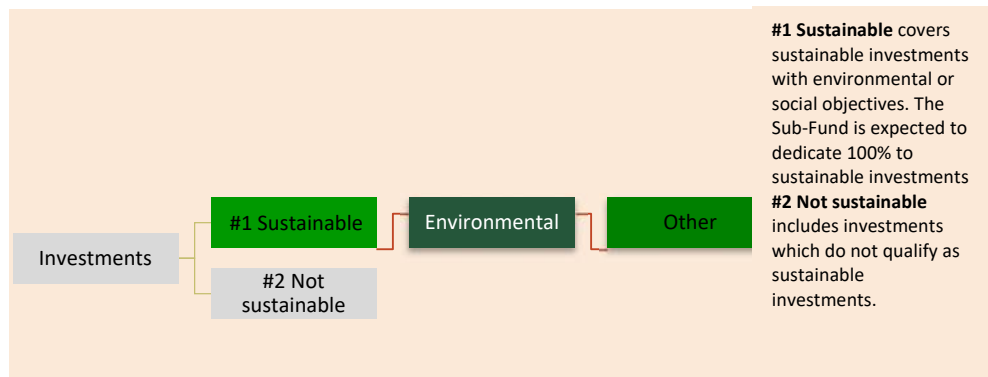 Investments
#1 Sustainable
#2 Not
sustainable
Environmental
Other
#1 Sustainable covers
sustainable investments
with environmental or
social objectives. The
Sub-Fund is expected to
dedicate 100% to
sustainable investments
#2 Not sustainable
includes investments
which do not qualify as
sustainable
investments.